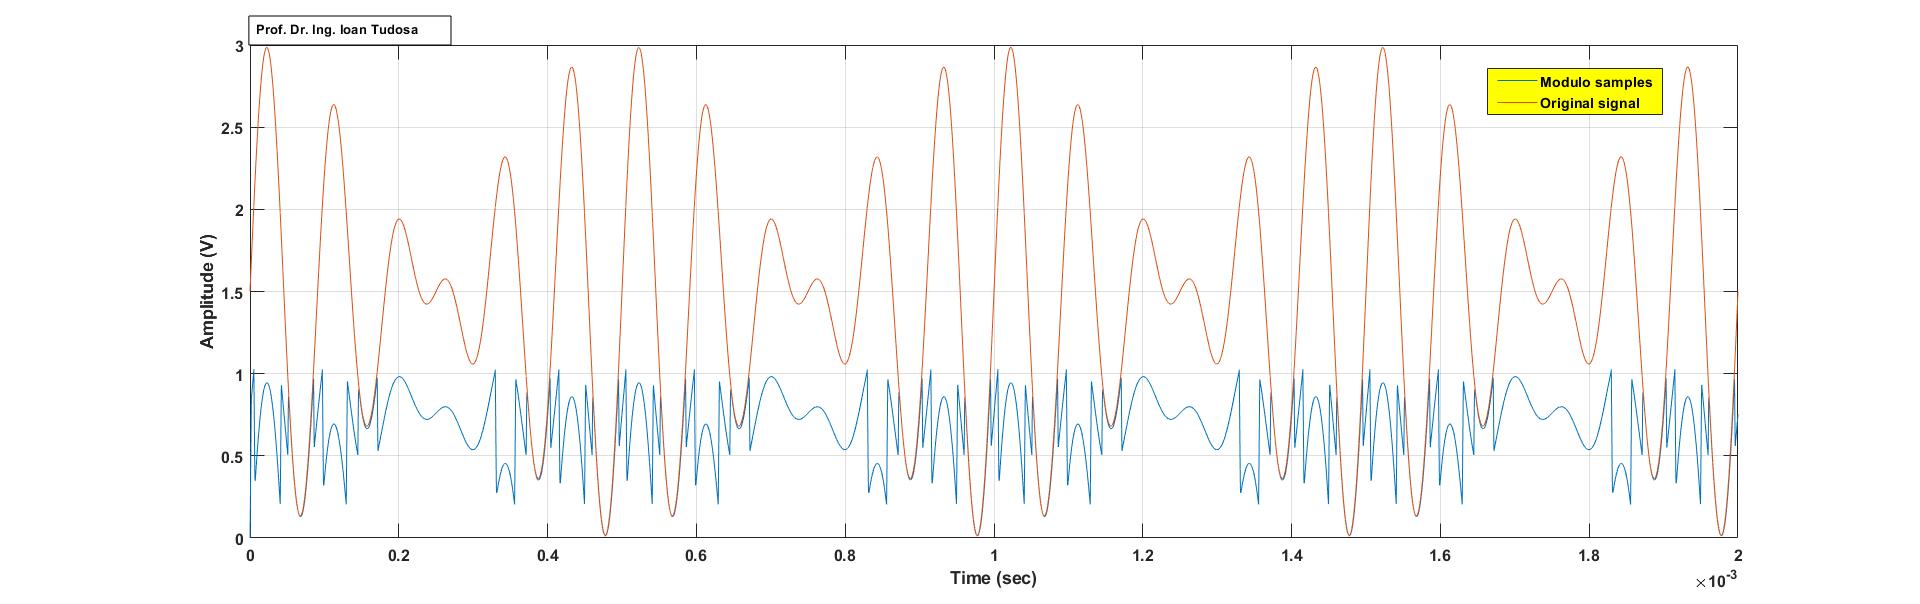 Prof. Dr. Ing. Ioan Tudosa
Modulo samples
Original signal
Amplitude (V)
3
2.5
2
1.5
1
0.5
0
0 0.2 0.4 0.6 0.8 1 1.2 1.4 1.6 1.8 2
Time (sec)
×10-3